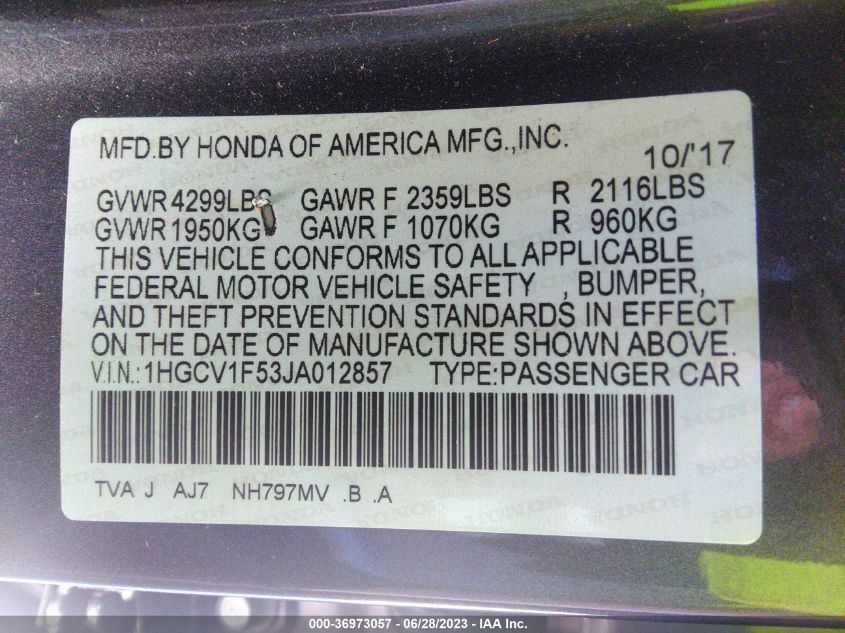 MFD.BY HONDA OF AMERICA MFG.,INC. 10/'17
GVWR 4299LBS GAWR F 2359LBS R 2116LBS
GVWR 1950KG GAWR F 1070KG R 960KG
THIS VEHICLE CONFORMS TO ALL APPLICABLE
FEDERAL MOTOR VEHICLE SAFETY , BUMPER,
AND THEFT PREVENTION STANDARDS IN EFFECT
ON THE DATE OF MANUFACTURE SHOWN ABOVE.
V.I.N.: 1HGCV1F53JA012857 TYPE:PASSENGER CAR
TVA J AJ7 NH797MV .B .A
000-36973057 - 06/28/2023 - IAA Inc.